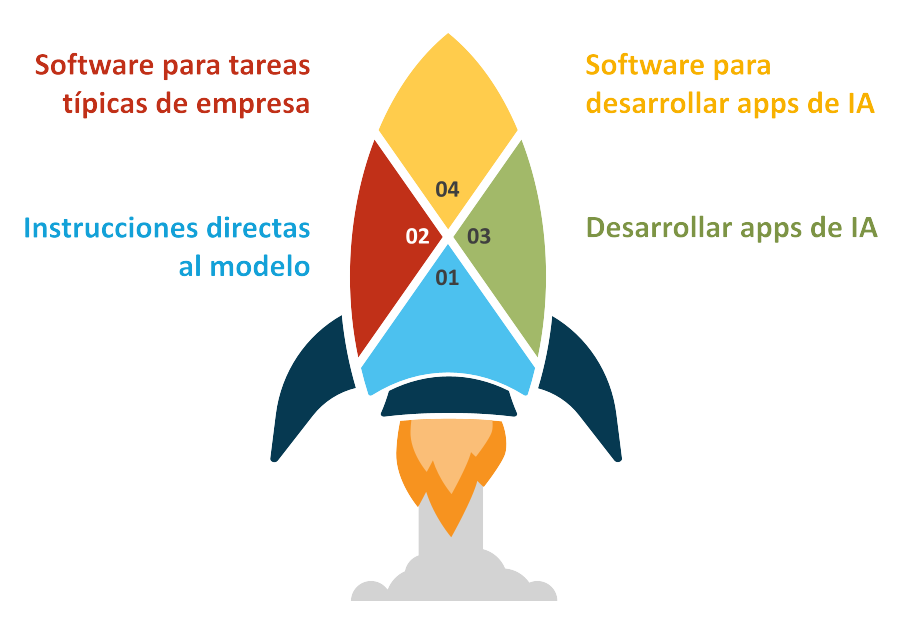 Software para tareas
típicas de empresa
Software para
desarrollar apps de IA
04
Instrucciones directas
al modelo
02
03
Desarrollar apps de IA
01